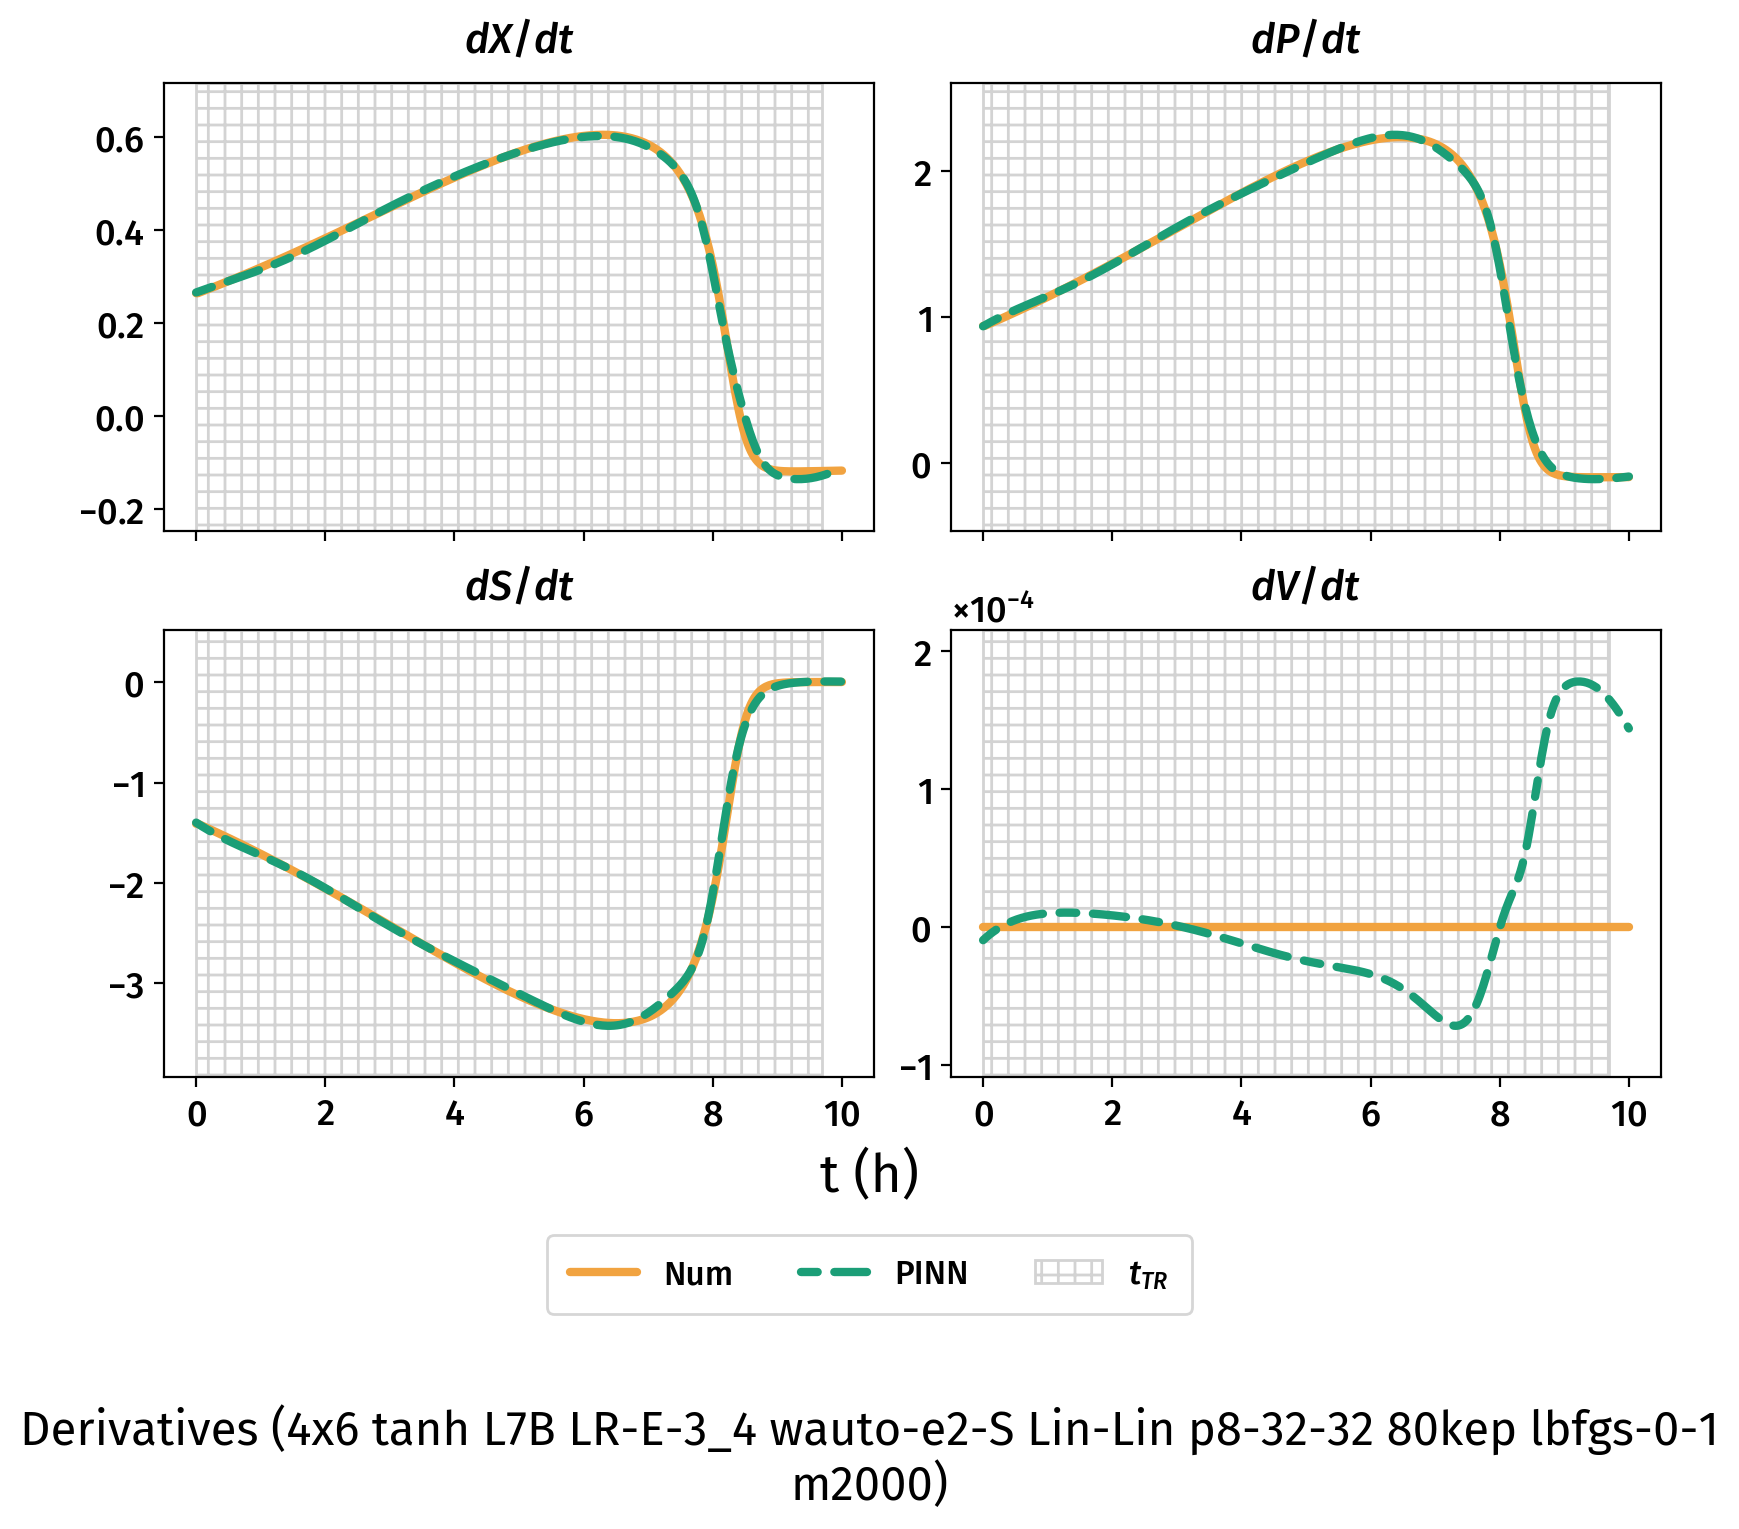 dX/dt
dP/dt
0.6
0.4
0.2
0.0
−0.2
2
1
0
dS/dt
dV/dt
×10⁻⁴
0
−1
−2
−3
2
1
0
−1
0 2 4 6 8 10
0 2 4 6 8 10
t (h)
Num PINN t_TR
Derivatives (4x6 tanh L7B LR-E-3_4 wauto-e2-S Lin-Lin p8-32-32 80kep lbfgs-0-1
m2000)